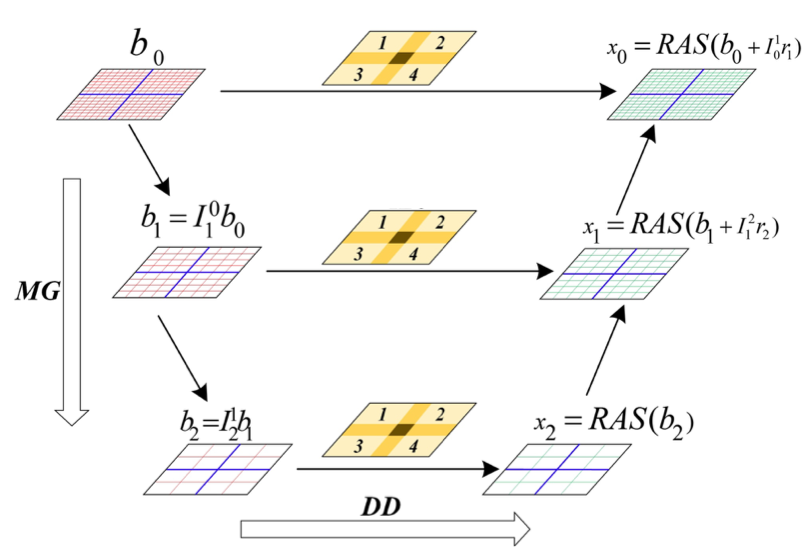 b₀
1 2
3 4
x₀ = RAS(b₀ + I₀¹r₁)
b₁ = I₁⁰b₀
1 2
3 4
x₁ = RAS(b₁ + I₁²r₂)
MG
b₂=I₂¹b₁
1 2
3 4
x₂ = RAS(b₂)
DD